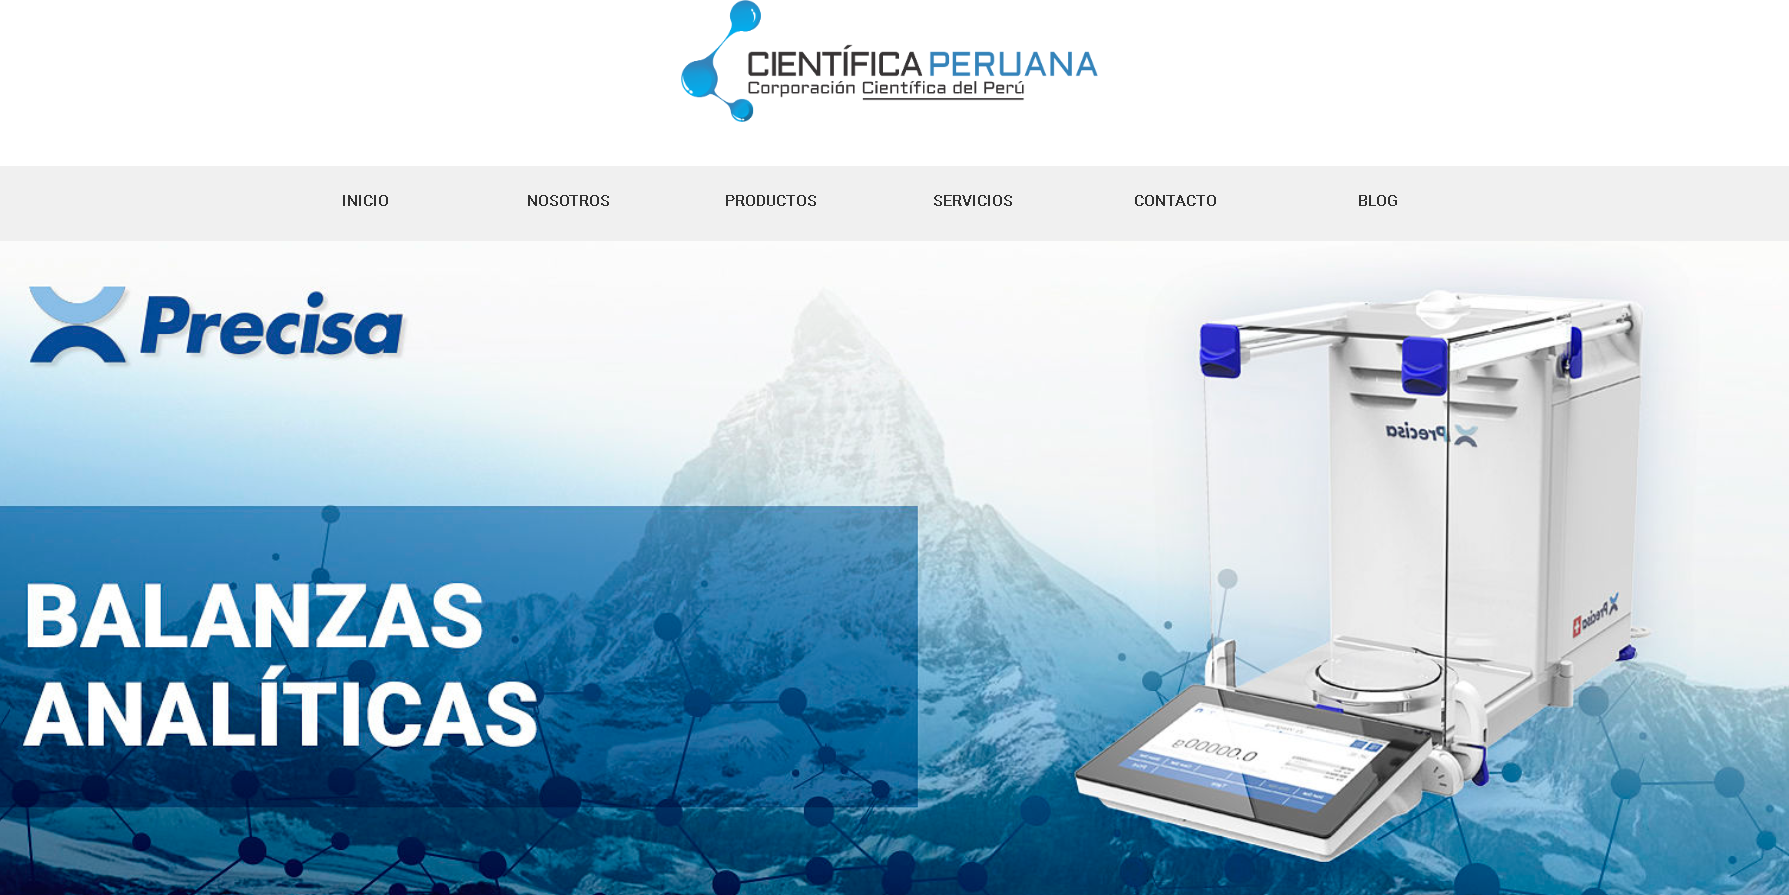 CIENTÍFICA PERUANA
Corporación Científica del Perú
INICIO NOSOTROS PRODUCTOS SERVICIOS CONTACTO BLOG
Precisa
BALANZAS
ANALÍTICAS
Precisa
Precisa
0.00000g